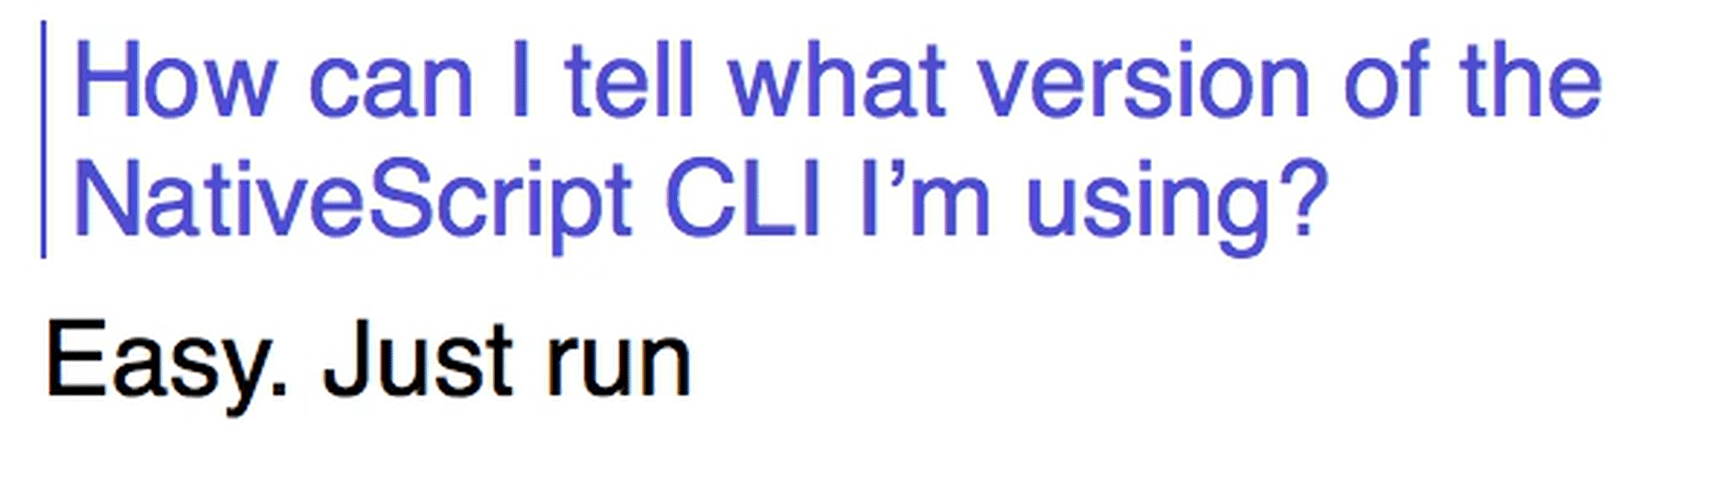 How can I tell what version of the
NativeScript CLI I’m using?
Easy. Just run